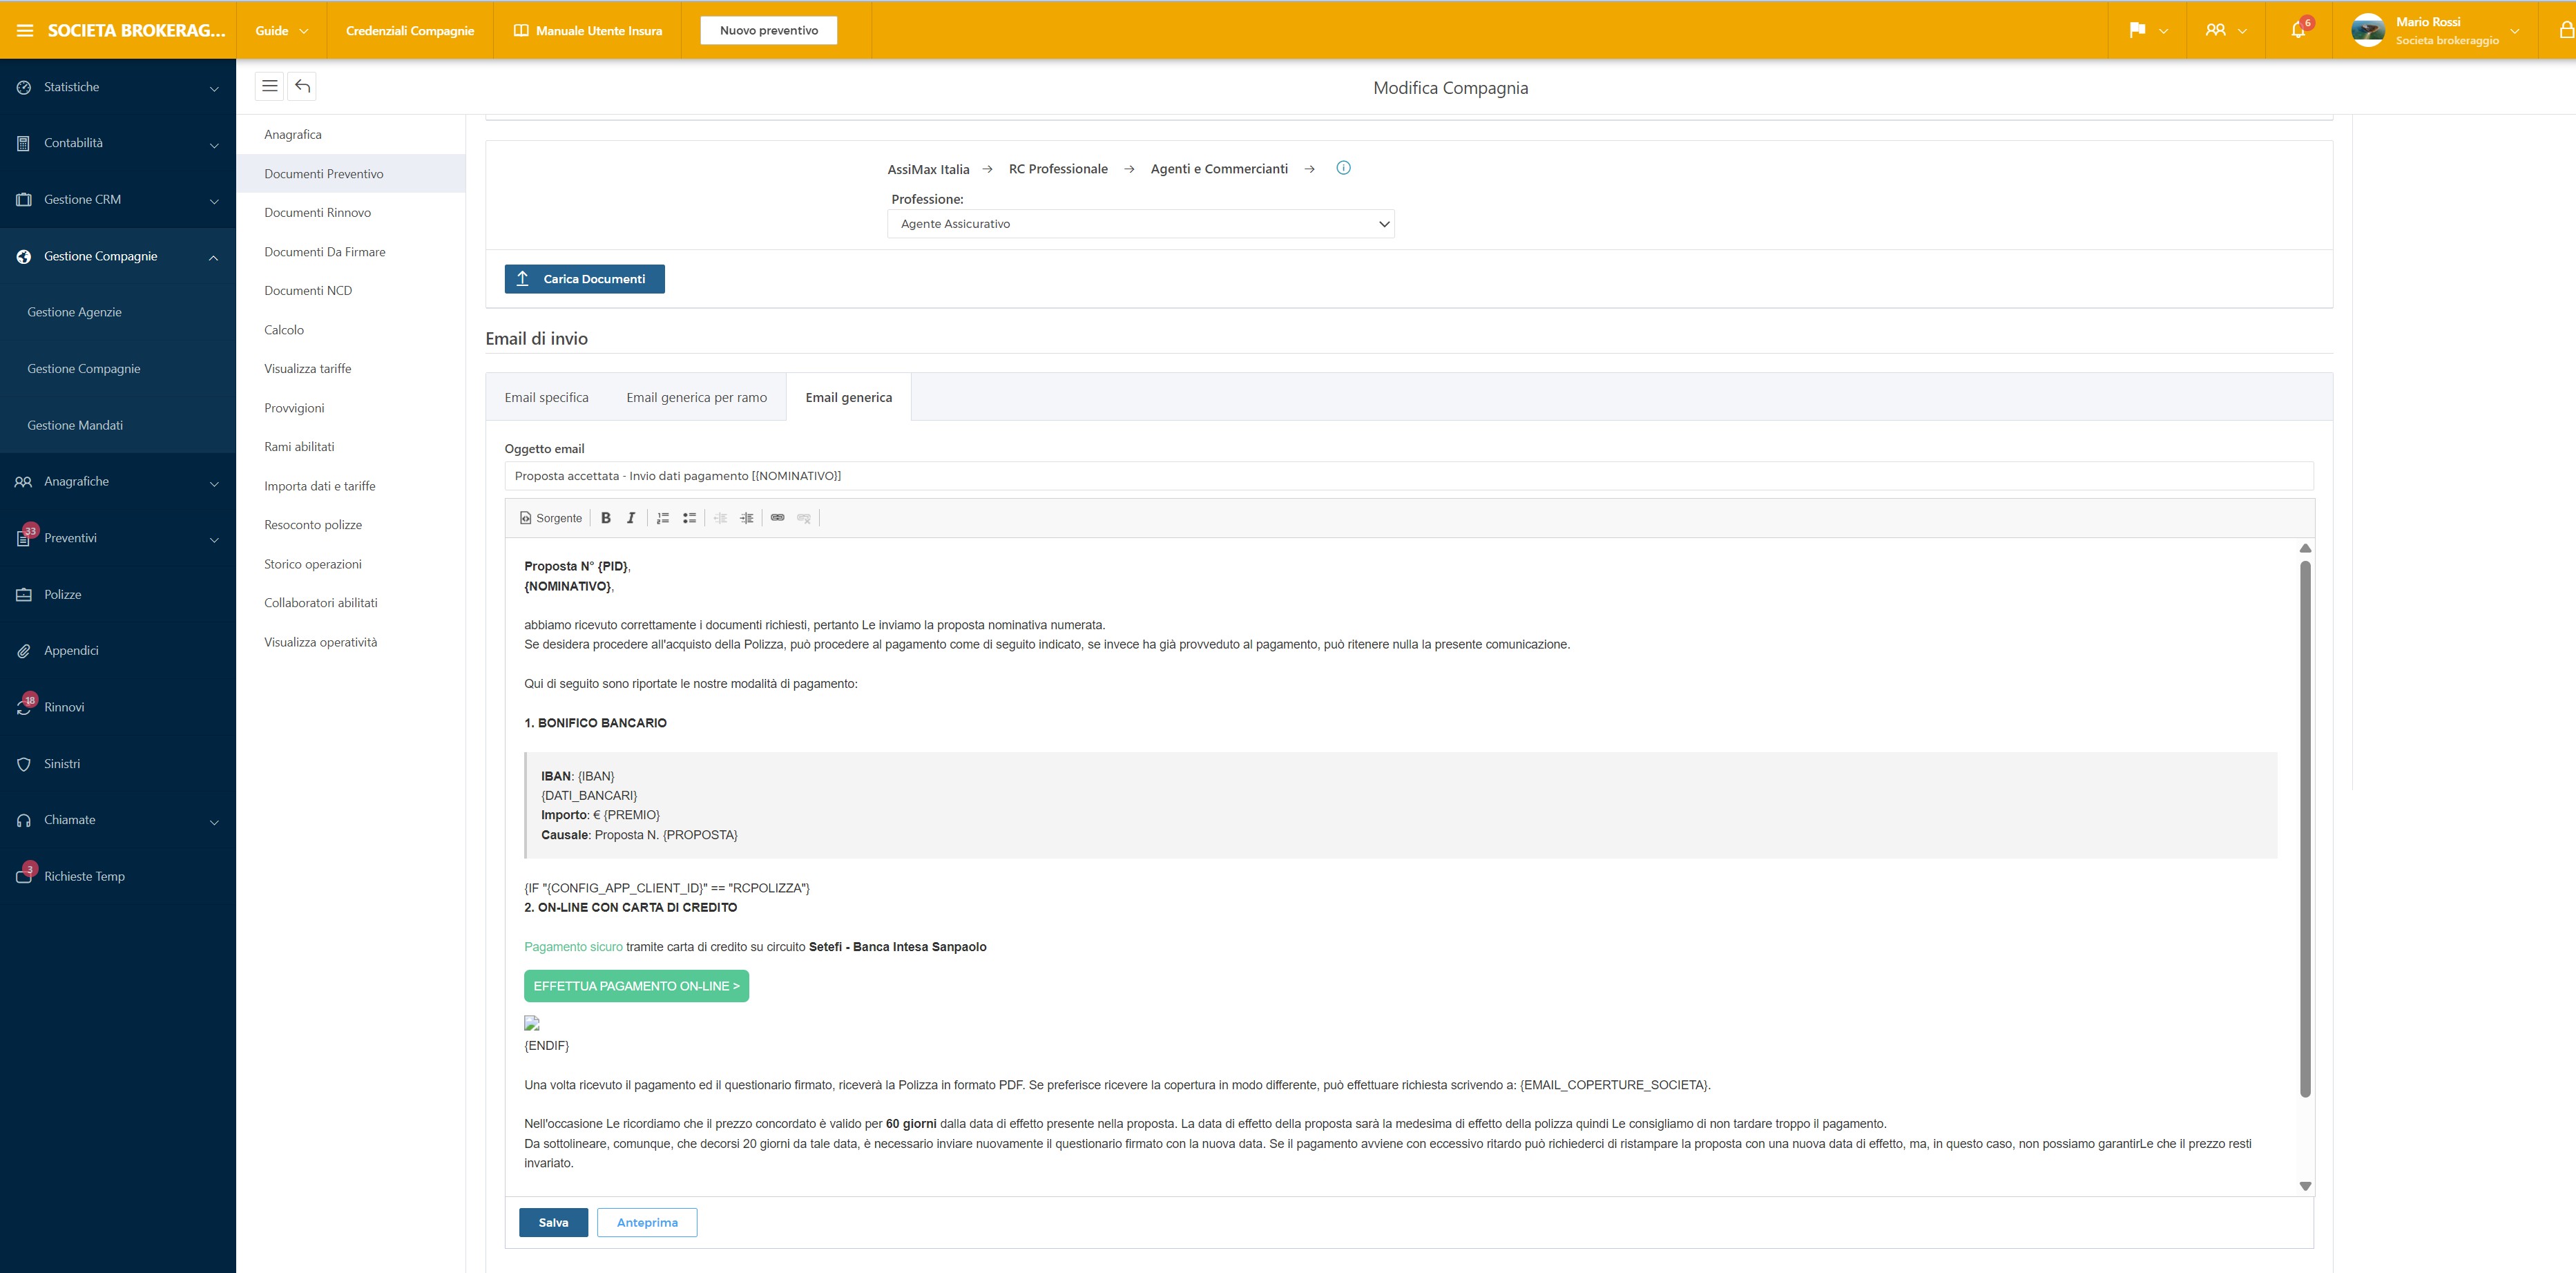 SOCIETA BROKERAG...
Guide
Credenziali Compagnie
Manuale Utente Insura
Nuovo preventivo
6
Mario Rossi
Societa brokeraggio
Statistiche
Contabilità
Gestione CRM
Gestione Compagnie
Gestione Agenzie
Gestione Compagnie
Gestione Mandati
Anagrafiche
33
Preventivi
Polizze
Appendici
18
Rinnovi
Sinistri
Chiamate
3
Richieste Temp
Modifica Compagnia
Anagrafica
Documenti Preventivo
Documenti Rinnovo
Documenti Da Firmare
Documenti NCD
Calcolo
Visualizza tariffe
Provvigioni
Rami abilitati
Importa dati e tariffe
Resoconto polizze
Storico operazioni
Collaboratori abilitati
Visualizza operatività
AssiMax Italia → RC Professionale → Agenti e Commercianti →
Professione:
Agente Assicurativo
Carica Documenti
Email di invio
Email specifica
Email generica per ramo
Email generica
Oggetto email
Proposta accettata - Invio dati pagamento [{NOMINATIVO}]
Sorgente
Proposta N° {PID},
{NOMINATIVO},
abbiamo ricevuto correttamente i documenti richiesti, pertanto Le inviamo la proposta nominativa numerata.
Se desidera procedere all'acquisto della Polizza, può procedere al pagamento come di seguito indicato, se invece ha già provveduto al pagamento, può ritenere nulla la presente comunicazione.
Qui di seguito sono riportate le nostre modalità di pagamento:
1. BONIFICO BANCARIO
IBAN: {IBAN}
{DATI_BANCARI}
Importo: € {PREMIO}
Causale: Proposta N. {PROPOSTA}
{IF "{CONFIG_APP_CLIENT_ID}" == "RCPOLIZZA"}
2. ON-LINE CON CARTA DI CREDITO
Pagamento sicuro tramite carta di credito su circuito Setefi - Banca Intesa Sanpaolo
EFFETTUA PAGAMENTO ON-LINE >
{ENDIF}
Una volta ricevuto il pagamento ed il questionario firmato, riceverà la Polizza in formato PDF. Se preferisce ricevere la copertura in modo differente, può effettuare richiesta scrivendo a: {EMAIL_COPERTURE_SOCIETA}.
Nell'occasione Le ricordiamo che il prezzo concordato è valido per 60 giorni dalla data di effetto presente nella proposta. La data di effetto della proposta sarà la medesima di effetto della polizza quindi Le consigliamo di non tardare troppo il pagamento.
Da sottolineare, comunque, che decorsi 20 giorni da tale data, è necessario inviare nuovamente il questionario firmato con la nuova data. Se il pagamento avviene con eccessivo ritardo può richiederci di ristampare la proposta con una nuova data di effetto, ma, in questo caso, non possiamo garantirLe che il prezzo resti
invariato.
Salva
Anteprima